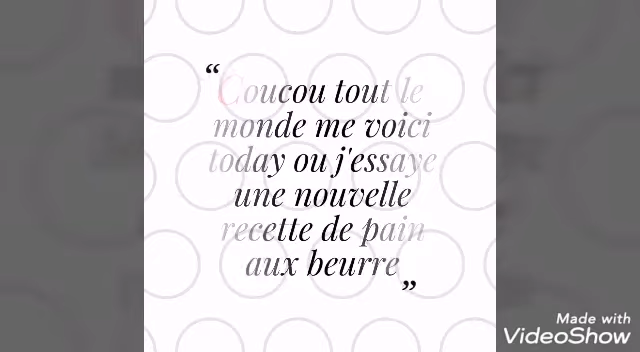 “Coucou tout le
monde me voici
today ou j'essaye
une nouvelle
recette de pain
aux beurre”
Made with
VideoShow